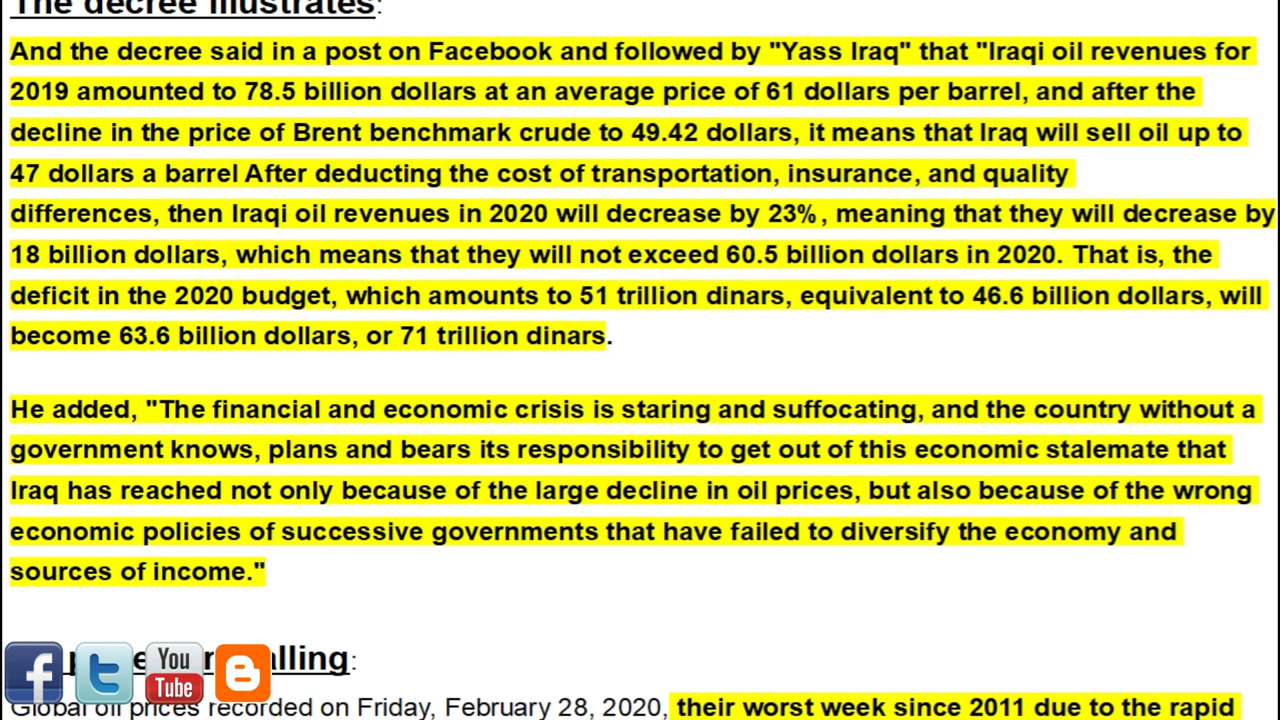 The decree illustrates:
And the decree said in a post on Facebook and followed by "Yass Iraq" that "Iraqi oil revenues for
2019 amounted to 78.5 billion dollars at an average price of 61 dollars per barrel, and after the
decline in the price of Brent benchmark crude to 49.42 dollars, it means that Iraq will sell oil up to
47 dollars a barrel After deducting the cost of transportation, insurance, and quality
differences, then Iraqi oil revenues in 2020 will decrease by 23%, meaning that they will decrease by
18 billion dollars, which means that they will not exceed 60.5 billion dollars in 2020. That is, the
deficit in the 2020 budget, which amounts to 51 trillion dinars, equivalent to 46.6 billion dollars, will
become 63.6 billion dollars, or 71 trillion dinars.
He added, "The financial and economic crisis is staring and suffocating, and the country without a
government knows, plans and bears its responsibility to get out of this economic stalemate that
Iraq has reached not only because of the large decline in oil prices, but also because of the wrong
economic policies of successive governments that have failed to diversify the economy and
sources of income."
You
Tube
Global oil prices recorded on Friday, February 28, 2020, their worst week since 2011 due to the rapid